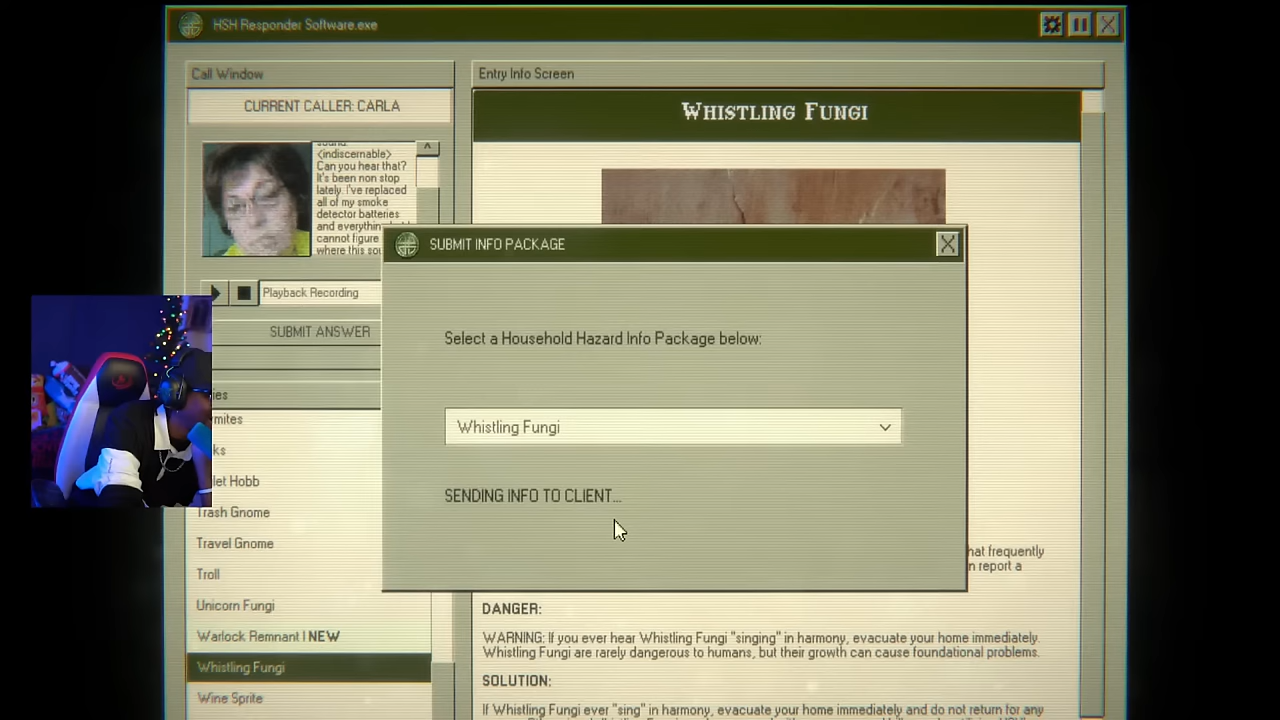 HSH Responder Software.exe
Call Window
CURRENT CALLER: CARLA
<indiscernable>
Can you hear that?
It's been non stop
lately. I've replaced
all of my smoke
detector batteries
and everything
cannot figure
where this sou
Playback Recording
SUBMIT ANSWER
Entry Info Screen
WHISTLING FUNGI
SUBMIT INFO PACKAGE
Select a Household Hazard Info Package below:
Whistling Fungi
SENDING INFO TO CLIENT...
let Hobb
Trash Gnome
Travel Gnome
Troll
Unicorn Fungi
Warlock Remnant | NEW
Whistling Fungi
Wine Sprite
hat frequently
n report a
DANGER:
WARNING: If you ever hear Whistling Fungi "singing" in harmony, evacuate your home immediately.
Whistling Fungi are rarely dangerous to humans, but their growth can cause foundational problems.
SOLUTION:
If Whistling Fungi ever "sing" in harmony, evacuate your home immediately and do not return for any